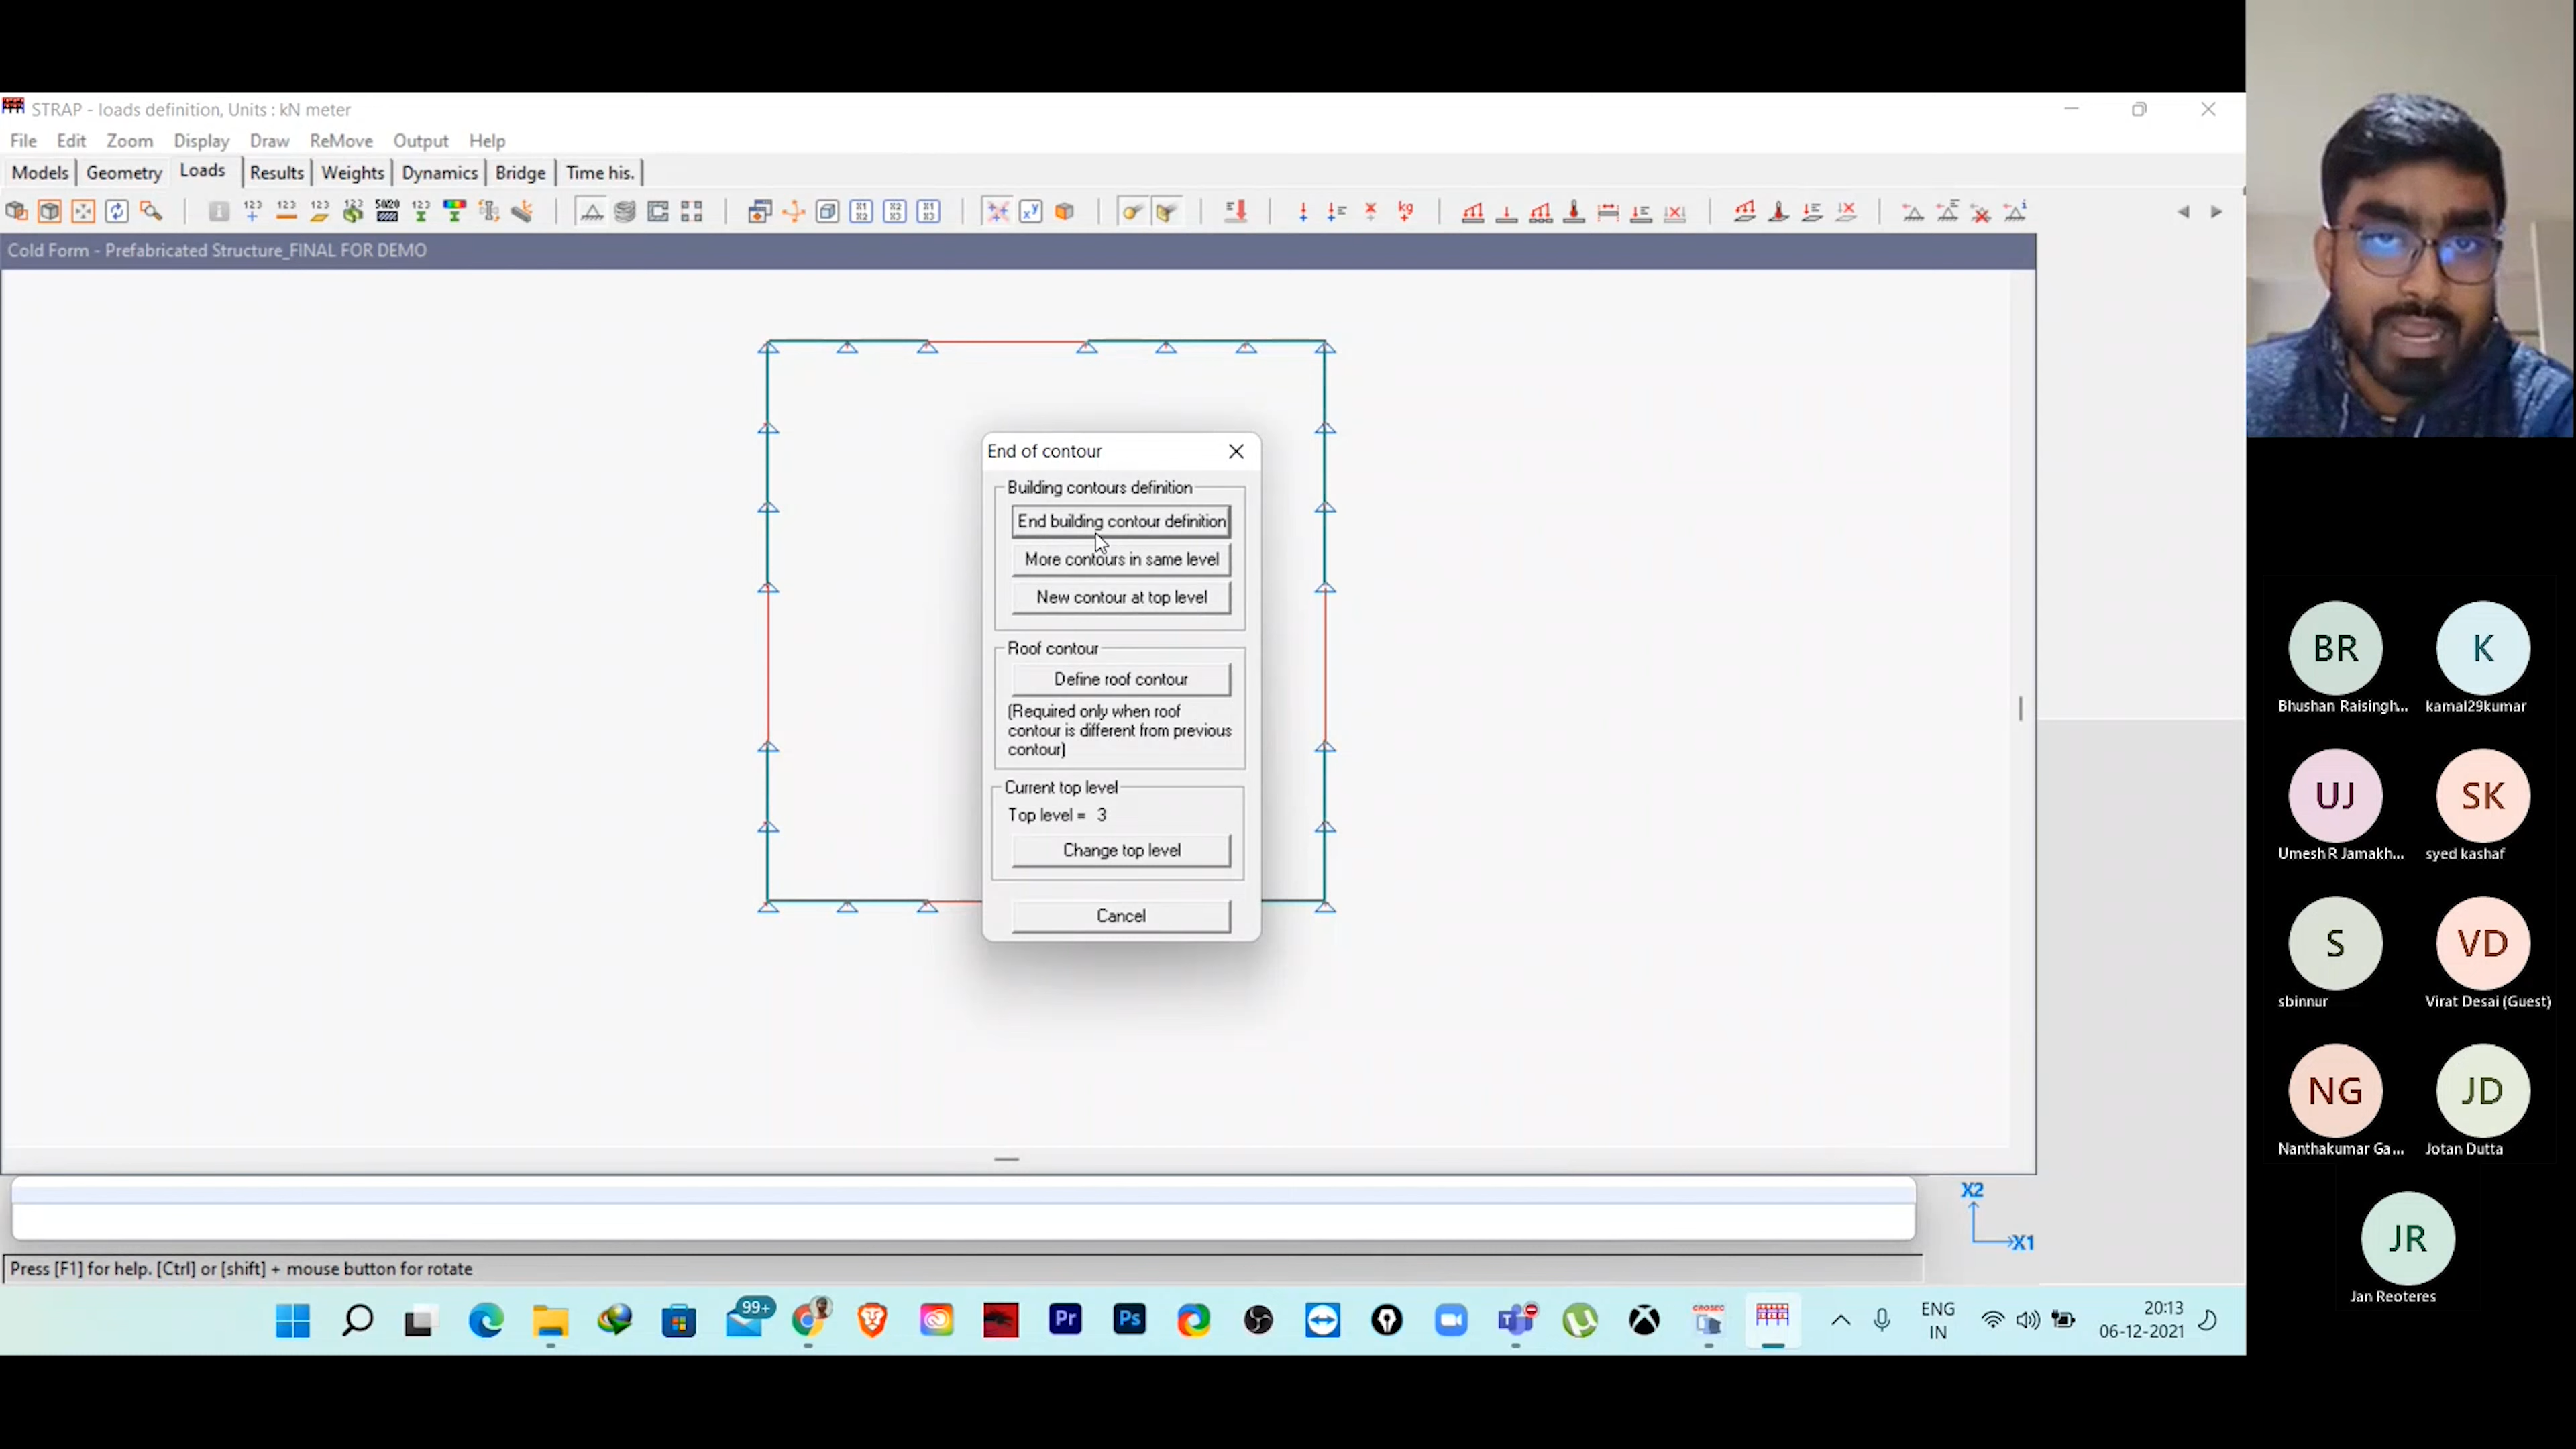 STRAP - loads definition, Units : kN meter
File Edit Zoom Display Draw ReMove Output Help
Models Geometry Loads Results Weights Dynamics Bridge Time his.
Cold Form - Prefabricated Structure_FINAL FOR DEMO
End of contour
Building contours definition
End building contour definition
More contours in same level
New contour at top level
Roof contour
Define roof contour
(Required only when roof
contour is different from previous
contour)
Current top level
Top level = 3
Change top level
Cancel
X2
X1
Press [F1] for help. [Ctrl] or [shift] + mouse button for rotate
99+
Pr
Ps
CROSEC
ENG
IN
20:13
06-12-2021
BR
Bhushan Raisingh...
K
kamal29kumar
UJ
Umesh R Jamakh...
SK
syed kashaf
S
sbinnur
VD
Virat Desai (Guest)
NG
Nanthakumar Ga...
JD
Jotan Dutta
JR
Jan Reoteres